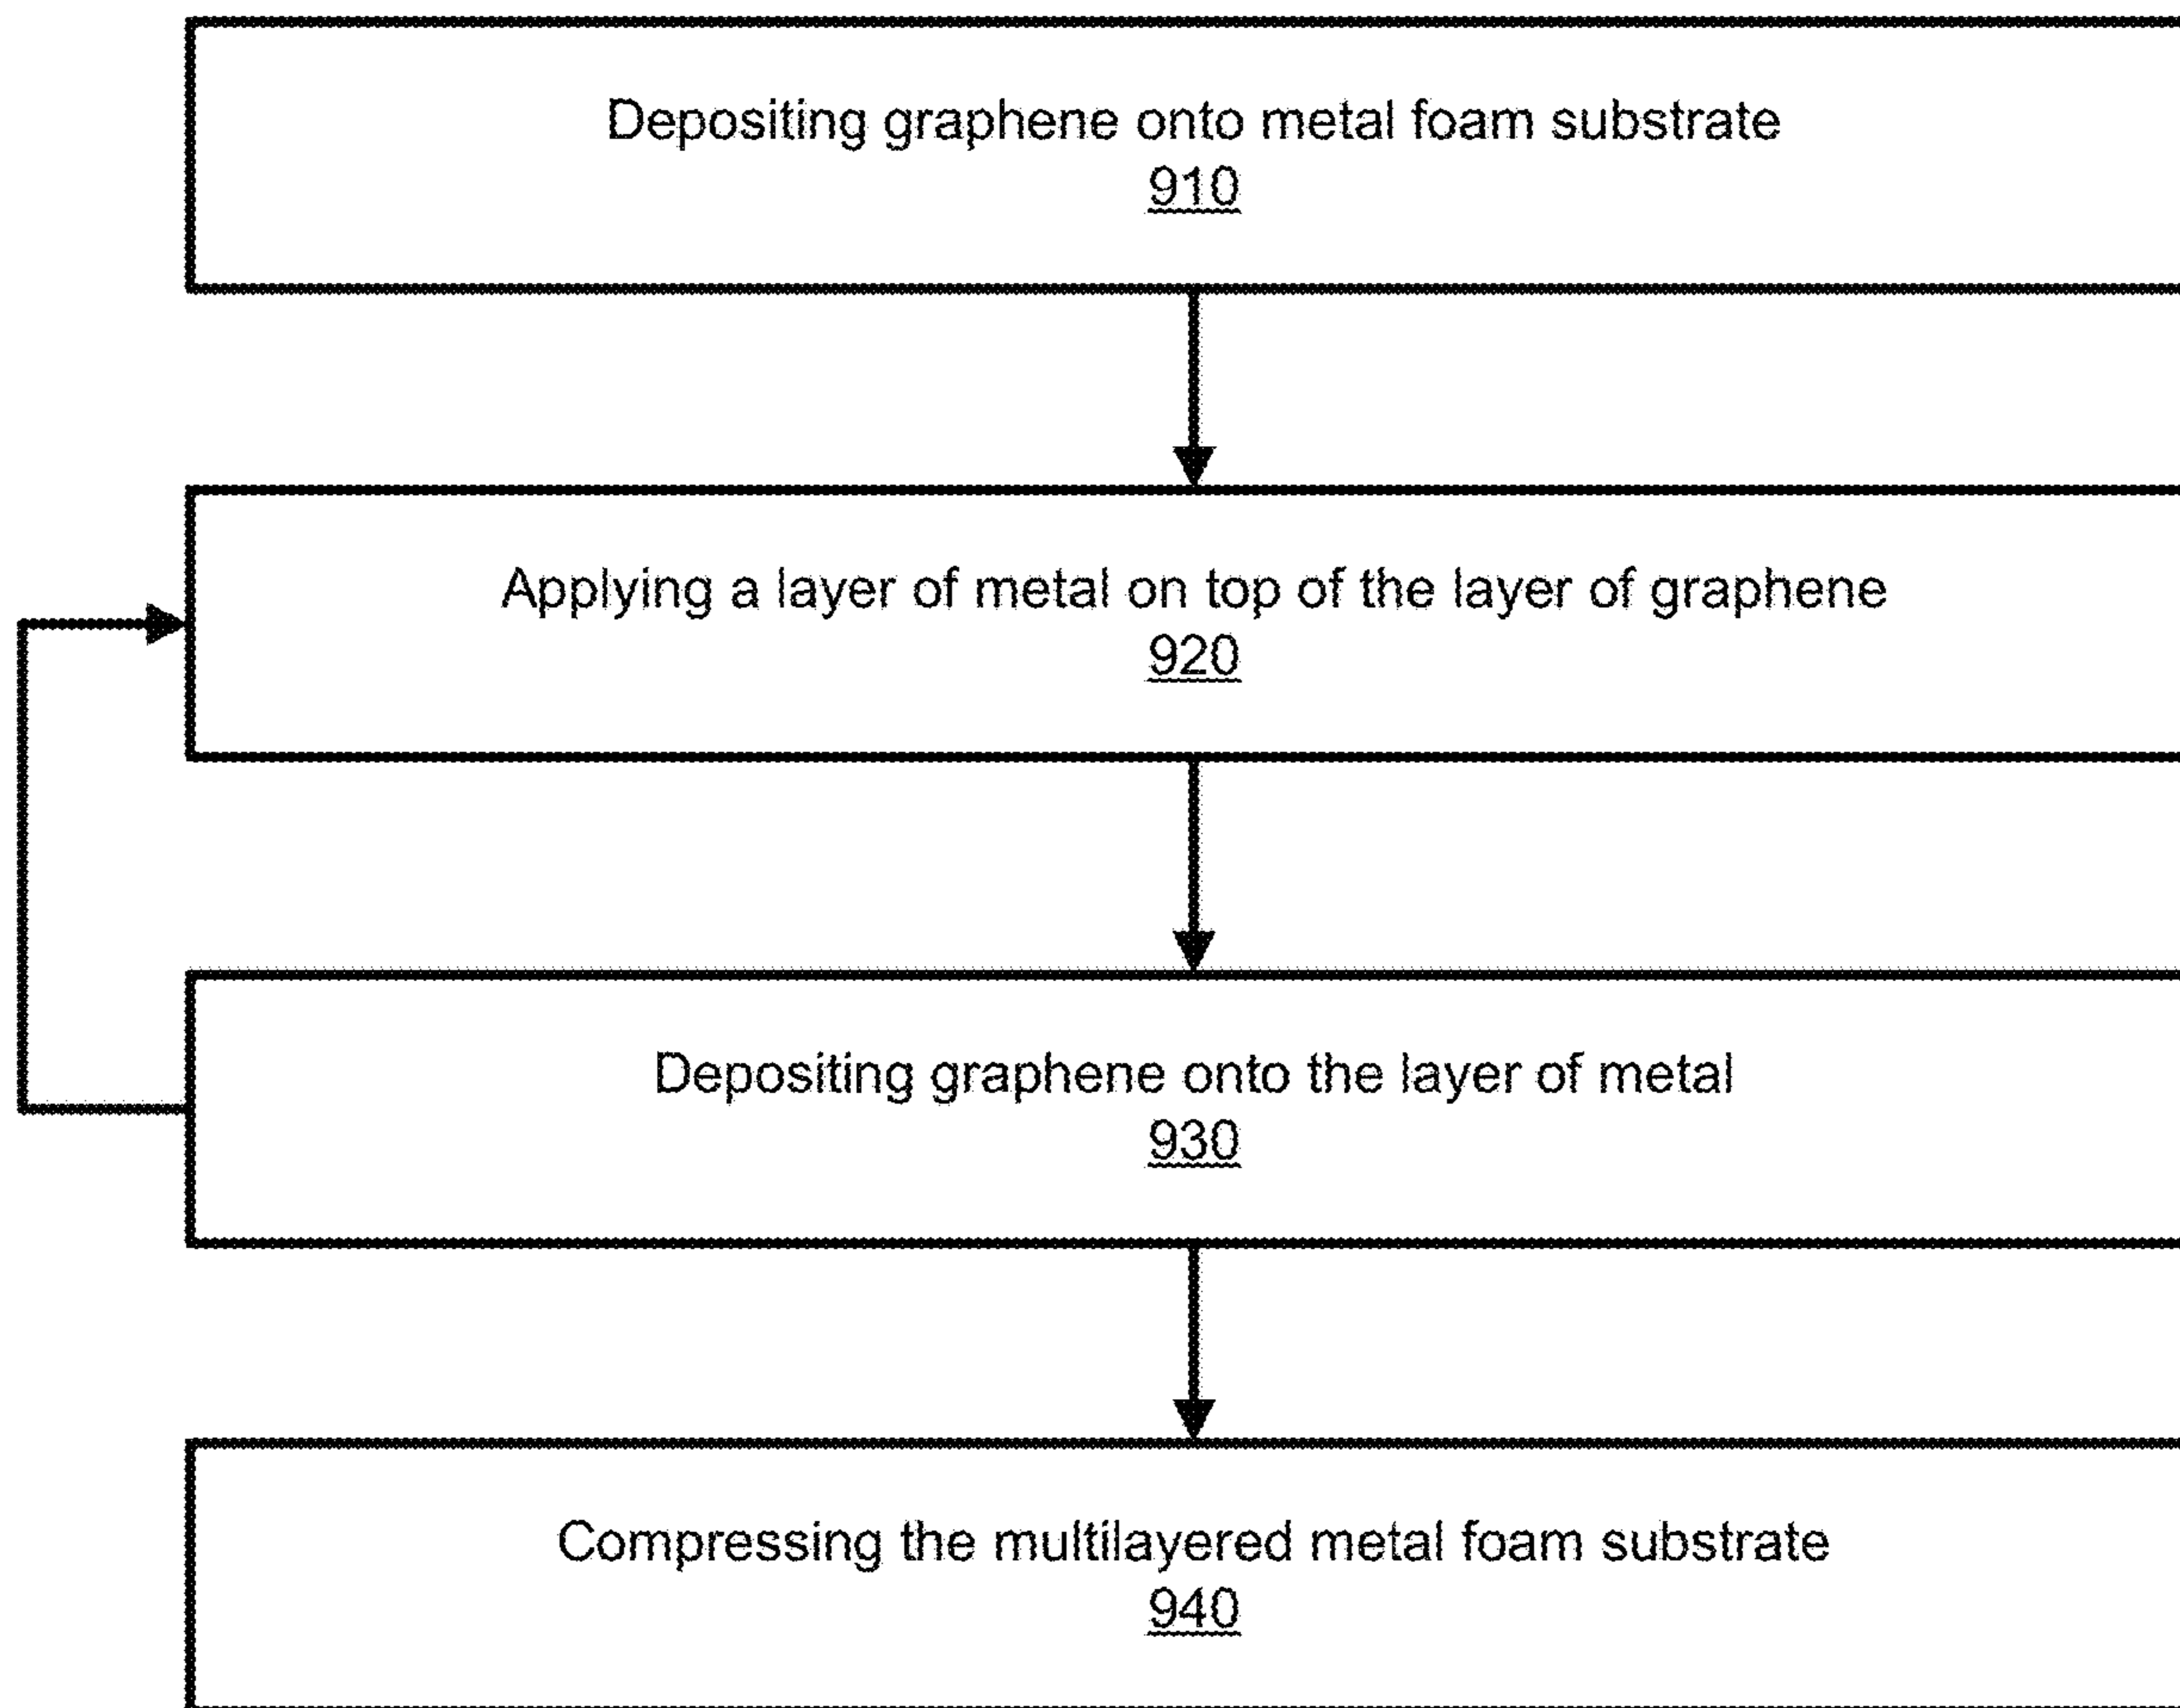 Depositing graphene onto metal foam substrate
910
Applying a layer of metal on top of the layer of graphene
920
Depositing graphene onto the layer of metal
930
Compressing the multilayered metal foam substrate
940